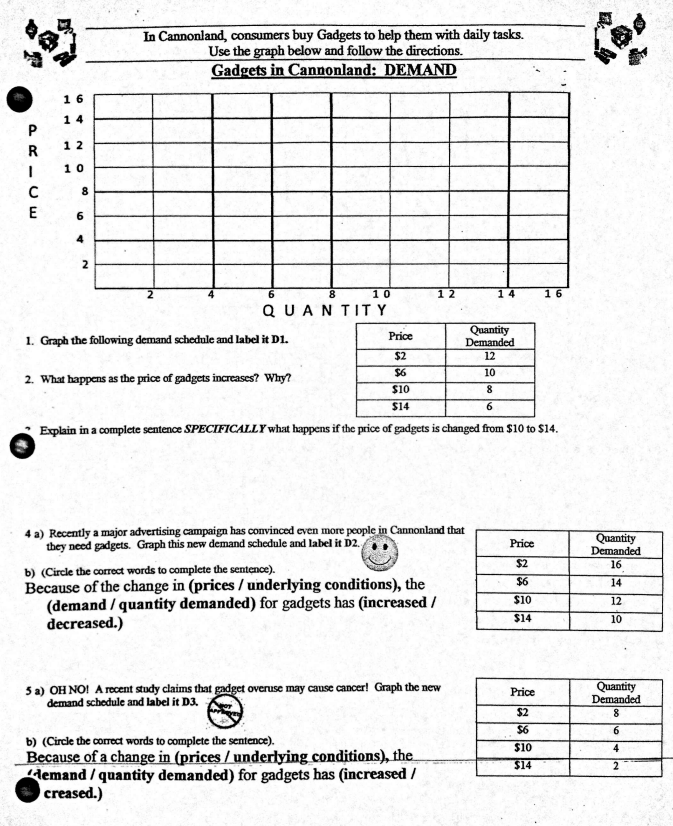 In Cannonland, consumers buy Gadgets to help them with daily tasks.
Use the graph below and follow the directions.
Gadgets in Cannonland: DEMAND
PRICE
16
14
12
10
8
6
4
2
2 4 6 8 10 12 14 16
QUANTITY
1. Graph the following demand schedule and label it D1.
2. What happens as the price of gadgets increases? Why?
Price Quantity Demanded
$2 12
$6 10
$10 8
$14 6
Explain in a complete sentence SPECIFICALLY what happens if the price of gadgets is changed from $10 to $14.
4 a) Recently a major advertising campaign has convinced even more people in Cannonland that
they need gadgets. Graph this new demand schedule and label it D2.
b) (Circle the correct words to complete the sentence).
Because of the change in (prices / underlying conditions), the
(demand / quantity demanded) for gadgets has (increased /
decreased.)
Price Quantity Demanded
$2 16
$6 14
$10 12
$14 10
5 a) OH NO! A recent study claims that gadget overuse may cause cancer! Graph the new
demand schedule and label it D3.
NOT
APPROVED
b) (Circle the correct words to complete the sentence).
Because of a change in (prices / underlying conditions), the
(demand / quantity demanded) for gadgets has (increased /
creased.)
Price Quantity Demanded
$2 8
$6 6
$10 4
$14 2